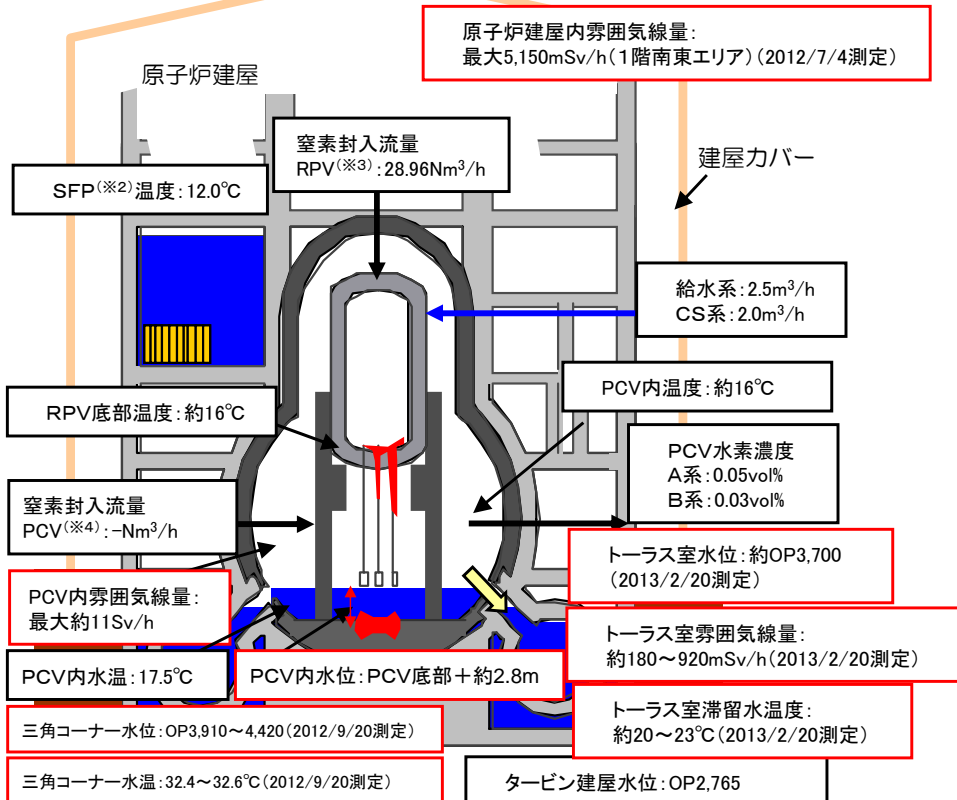 原子炉建屋内雰囲気線量:
最大5,150mSv/h(1階南東エリア)(2012/7/4測定)
原子炉建屋
窒素封入流量
RPV(※3):28.96Nm3/h
建屋カバー
SFP(※2)温度:12.0℃
給水系:2.5m3/h
CS系:2.0m3/h
PCV内温度:約16℃
RPV底部温度:約16℃
PCV水素濃度
A系:0.05vol%
B系:0.03vol%
窒素封入流量
PCV(※4):-Nm3/h
トーラス室水位:約OP3,700
(2013/2/20測定)
PCV内雰囲気線量:
最大約11Sv/h
トーラス室雰囲気線量:
約180~920mSv/h(2013/2/20測定)
PCV内水温:17.5℃
PCV内水位:PCV底部+約2.8m
トーラス室滞留水温度:
約20~23℃(2013/2/20測定)
三角コーナー水位:OP3,910~4,420(2012/9/20測定)
三角コーナー水温:32.4~32.6℃(2012/9/20測定)
タービン建屋水位:OP2,765